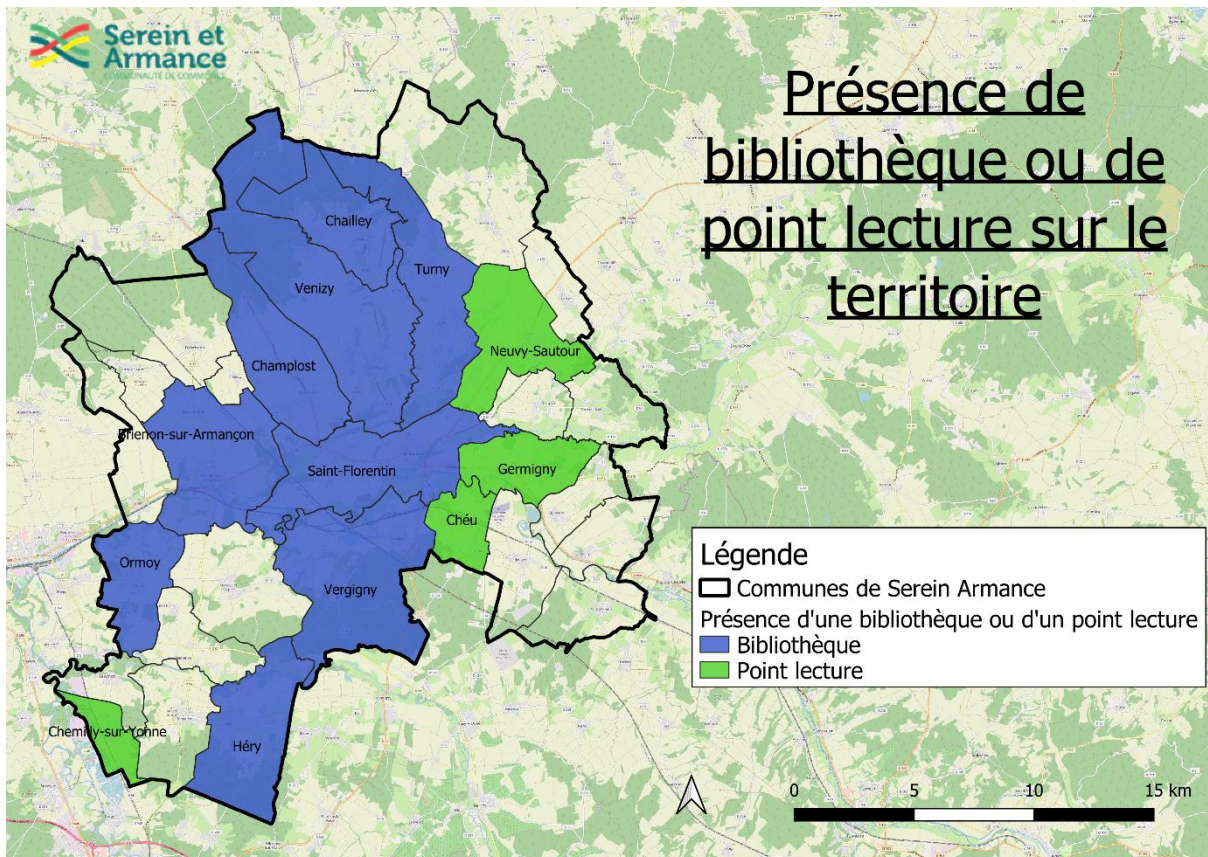 Serein et
Armance
COMMUNAUTÉ DE COMMUNES
Présence de
bibliothèque ou de
point lecture sur le
territoire
Chailley
Turny
Venizy
Neuvy-Sautour
Champlost
Brienon-sur-Armançon
Saint-Florentin
Germigny
Chéu
Ormoy
Vergigny
Chemilly-sur-Yonne
Héry
Légende
Communes de Serein Armance
Présence d'une bibliothèque ou d'un point lecture
Bibliothèque
Point lecture
0 5 10 15 km